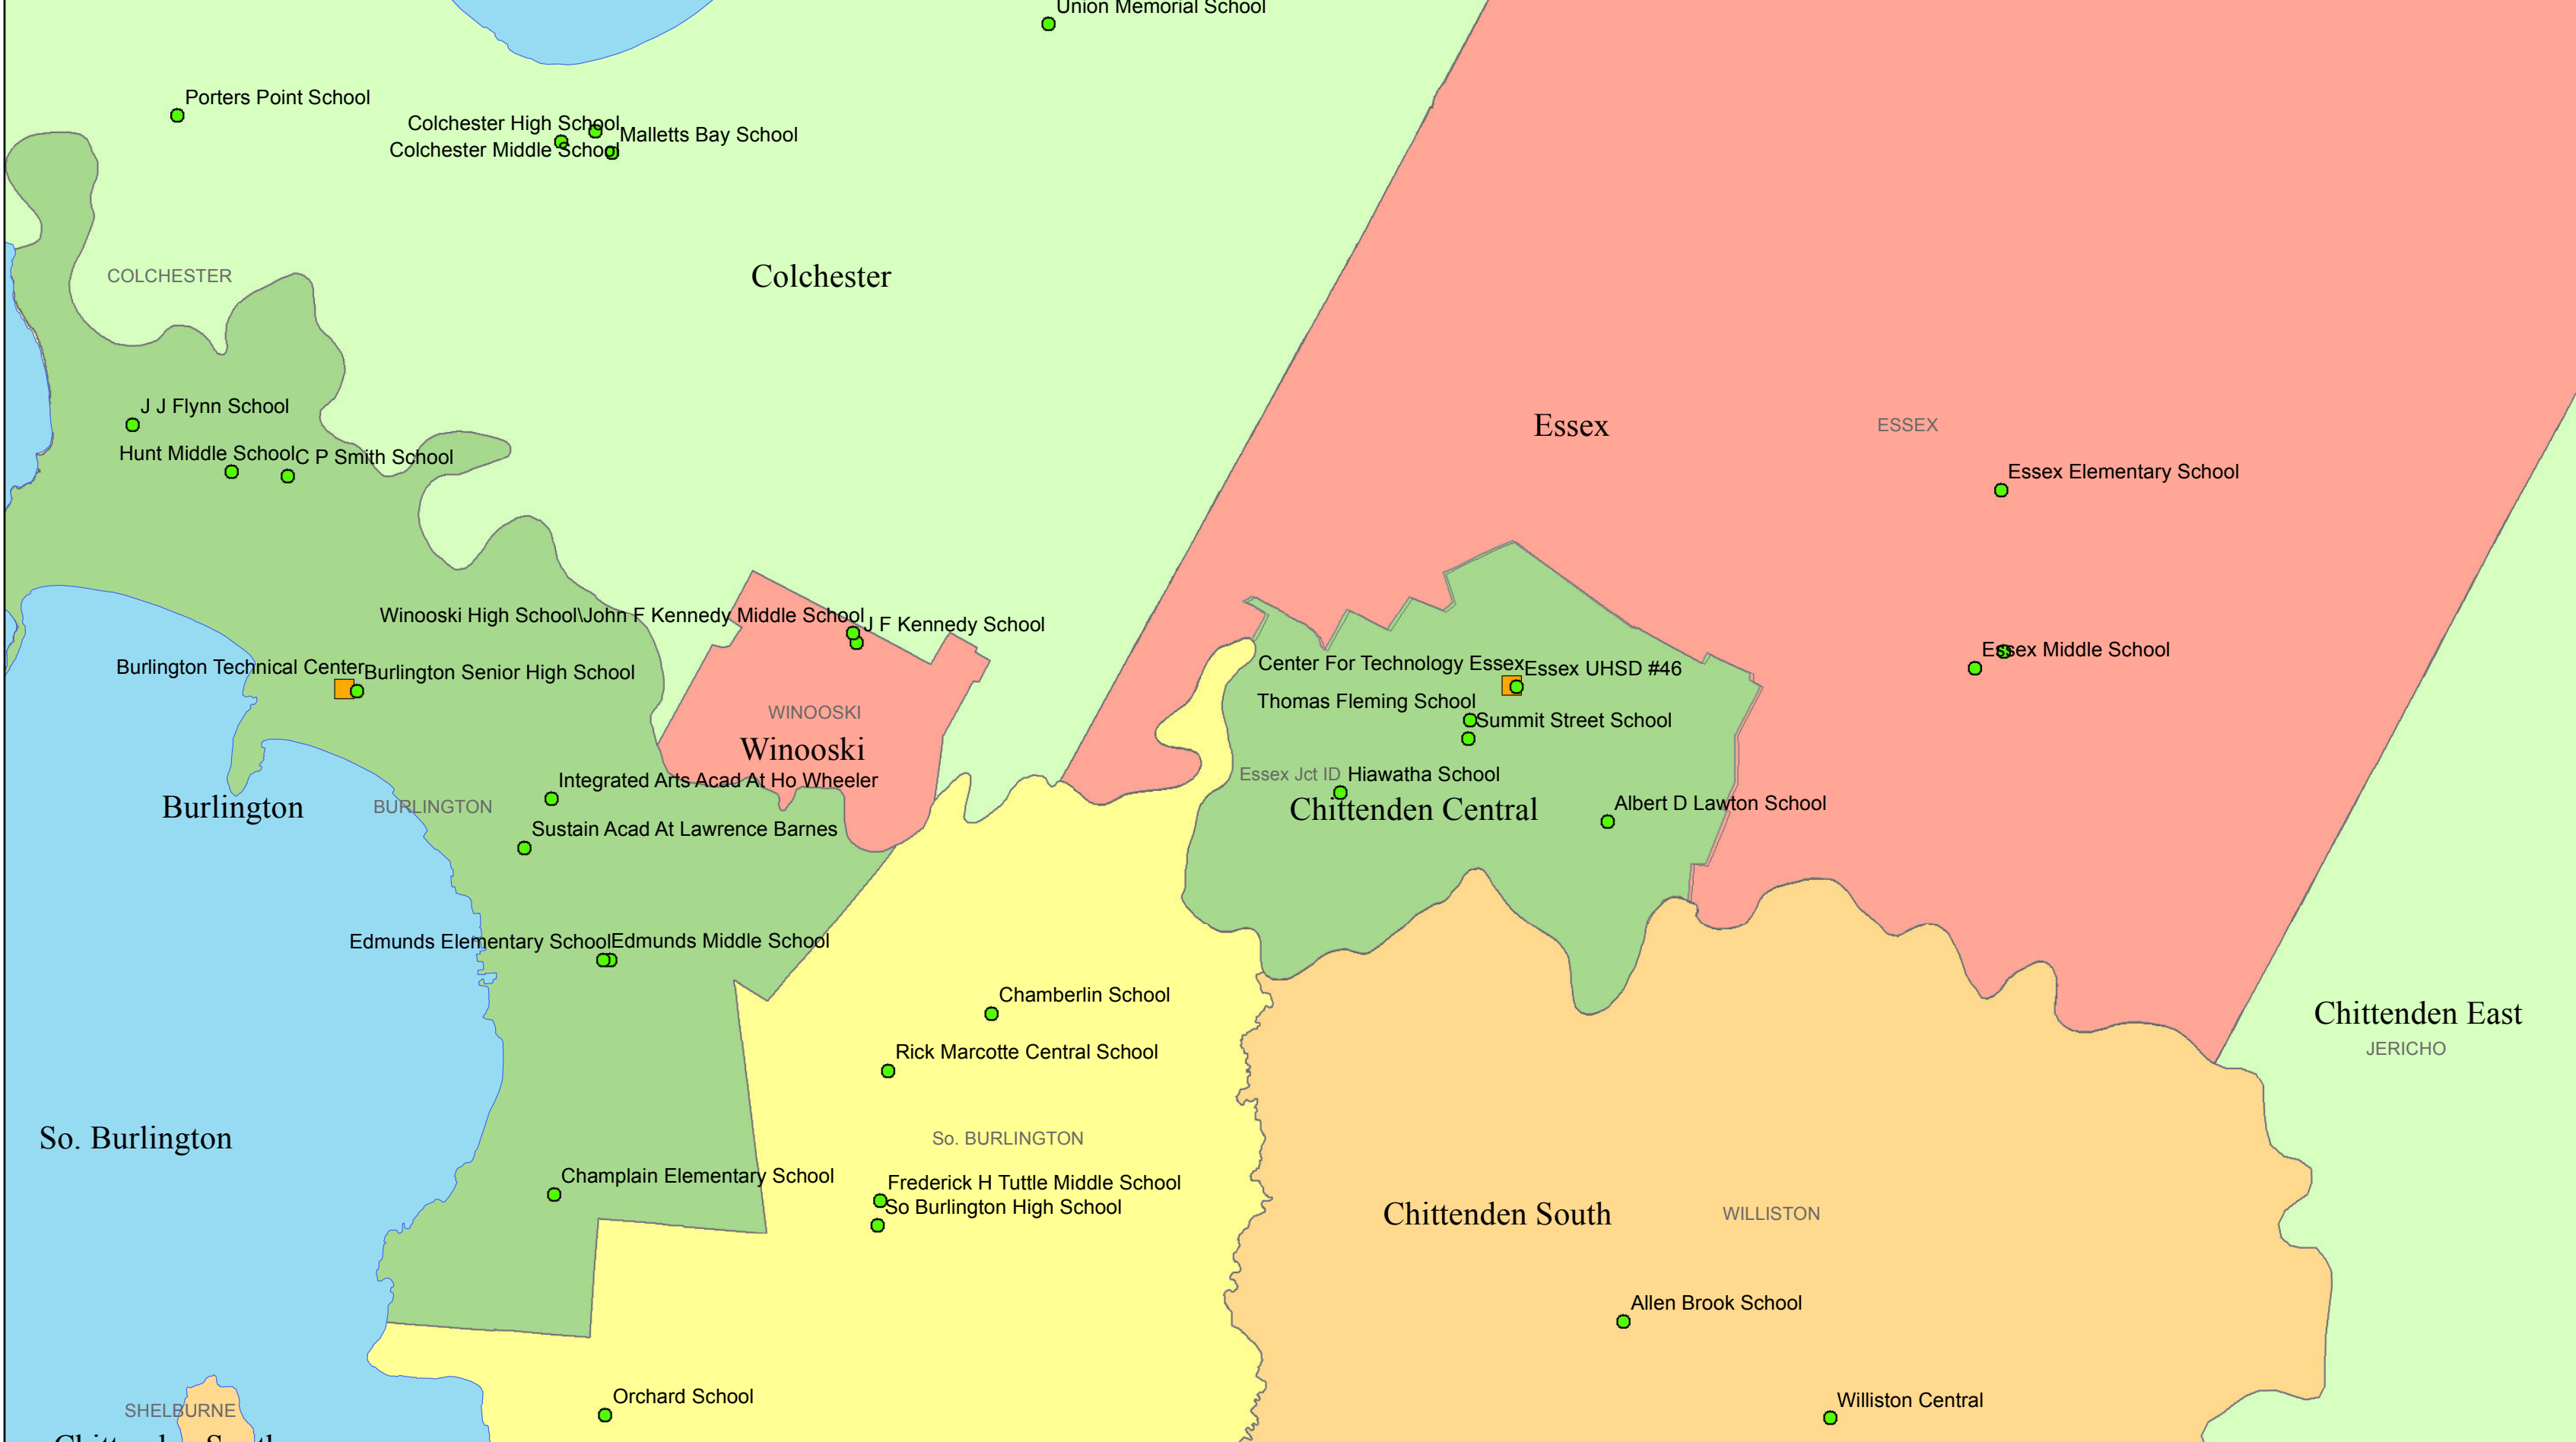 Union Memorial School
Porters Point School
Colchester High School
Malletts Bay School
Colchester Middle School
COLCHESTER
Colchester
J J Flynn School
Essex
ESSEX
Hunt Middle School
C P Smith School
Essex Elementary School
Winooski High School\John F Kennedy Middle School
J F Kennedy School
Essex Middle School
Burlington Technical Center
Burlington Senior High School
Center For Technology Essex
Essex UHSD #46
Thomas Fleming School
WINOOSKI
Summit Street School
Winooski
Integrated Arts Acad At Ho Wheeler
Essex Jct ID
Hiawatha School
Burlington
BURLINGTON
Chittenden Central
Albert D Lawton School
Sustain Acad At Lawrence Barnes
Edmunds Elementary School
Edmunds Middle School
Chamberlin School
Chittenden East
Rick Marcotte Central School
JERICHO
So. Burlington
So. BURLINGTON
Champlain Elementary School
Frederick H Tuttle Middle School
So Burlington High School
Chittenden South
WILLISTON
Allen Brook School
Orchard School
Williston Central
SHELBURNE
Chittenden South